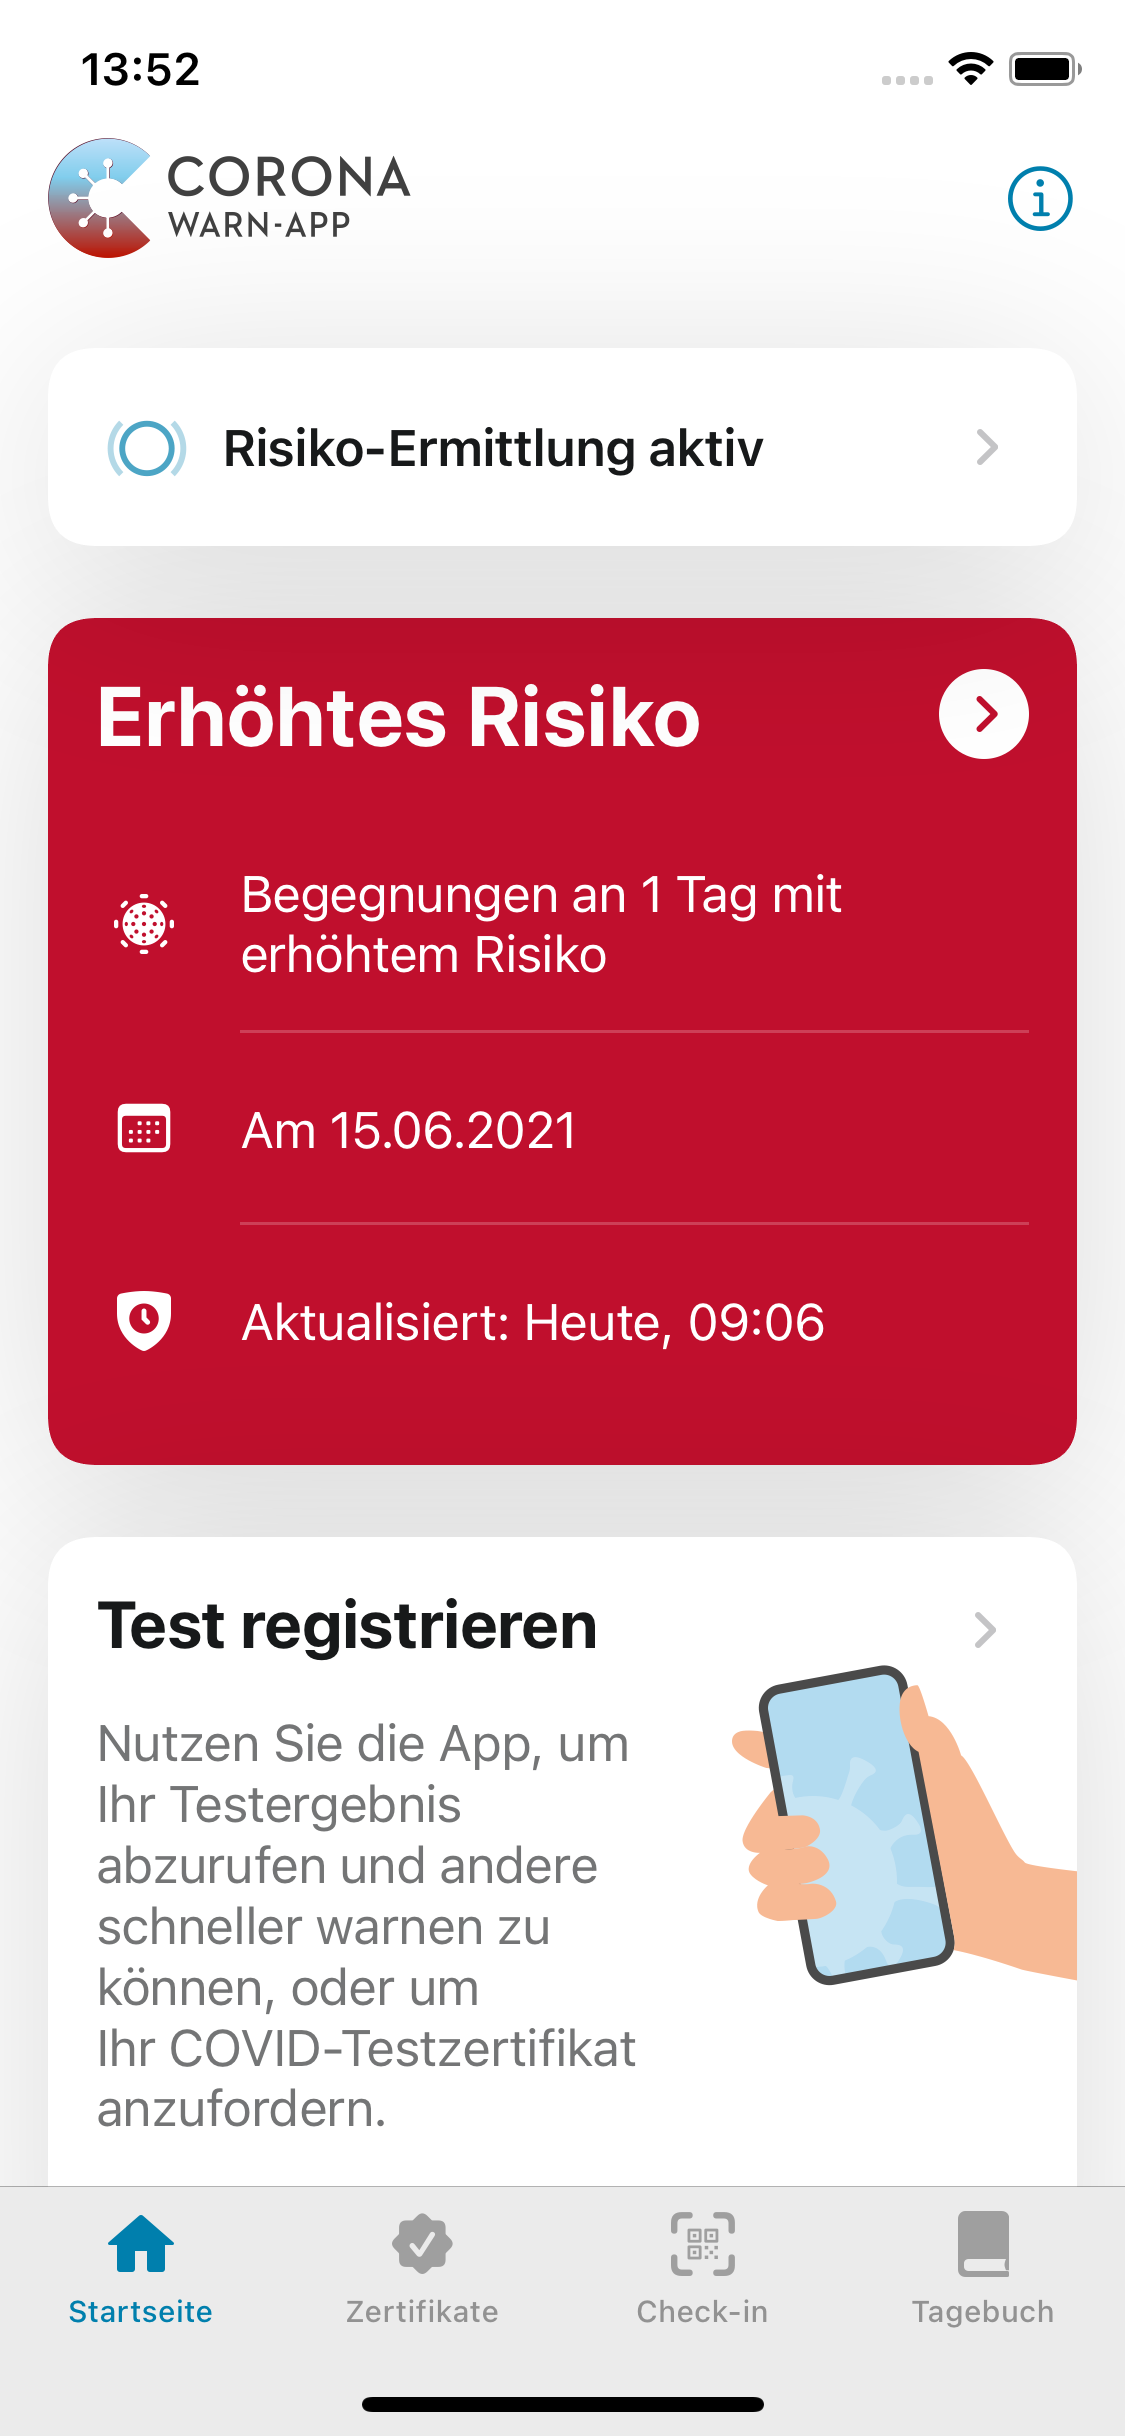 13:52
CORONA
WARN-APP
Risiko-Ermittlung aktiv
Erhöhtes Risiko
Begegnungen an 1 Tag mit
erhöhtem Risiko
Am 15.06.2021
Aktualisiert: Heute, 09:06
Test registrieren
Nutzen Sie die App, um
Ihr Testergebnis
abzurufen und andere
schneller warnen zu
können, oder um
Ihr COVID-Testzertifikat
anzufordern.
Startseite
Zertifikate
Check-in
Tagebuch